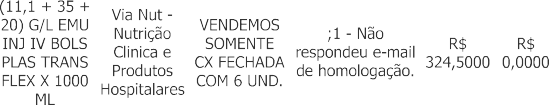 (11,1 + 35 +
20) G/L EMU
INJ IV BOLS
PLAS TRANS
FLEX X 1000
ML
Via Nut -
Nutrição
Clinica e
Produtos
Hospitalares
VENDEMOS
SOMENTE
CX FECHADA
COM 6 UND.
;1 - Não
respondeu e-mail
de homologação.
R$
324,5000
R$
0,0000